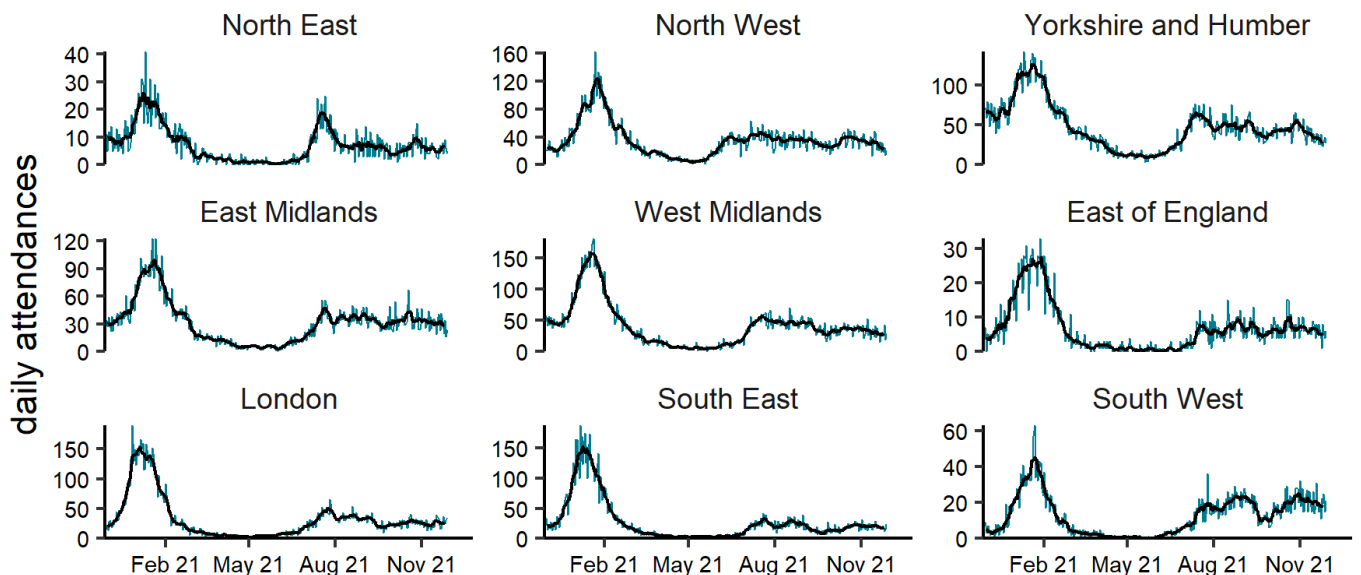 North East
North West
Yorkshire and Humber
40
30
20
10
0
160
120
80
40
0
100
50
0
East Midlands
West Midlands
East of England
120
90
60
30
0
150
100
50
0
30
20
10
0
London
South East
South West
150
100
50
0
150
100
50
0
60
40
20
0
Feb 21 May 21 Aug 21 Nov 21
Feb 21 May 21 Aug 21 Nov 21
Feb 21 May 21 Aug 21 Nov 21
daily attendances